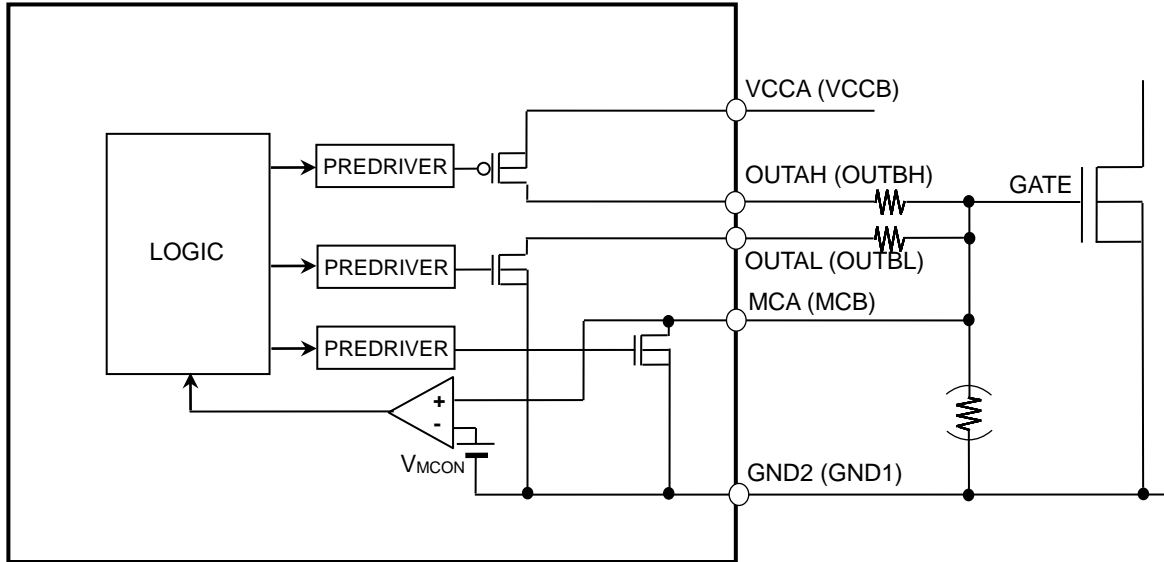 VCCA (VCCB)
PREDRIVER
OUTAH (OUTBH)
GATE
LOGIC
PREDRIVER
OUTAL (OUTBL)
MCA (MCB)
PREDRIVER
+
-
VMCON
GND2 (GND1)